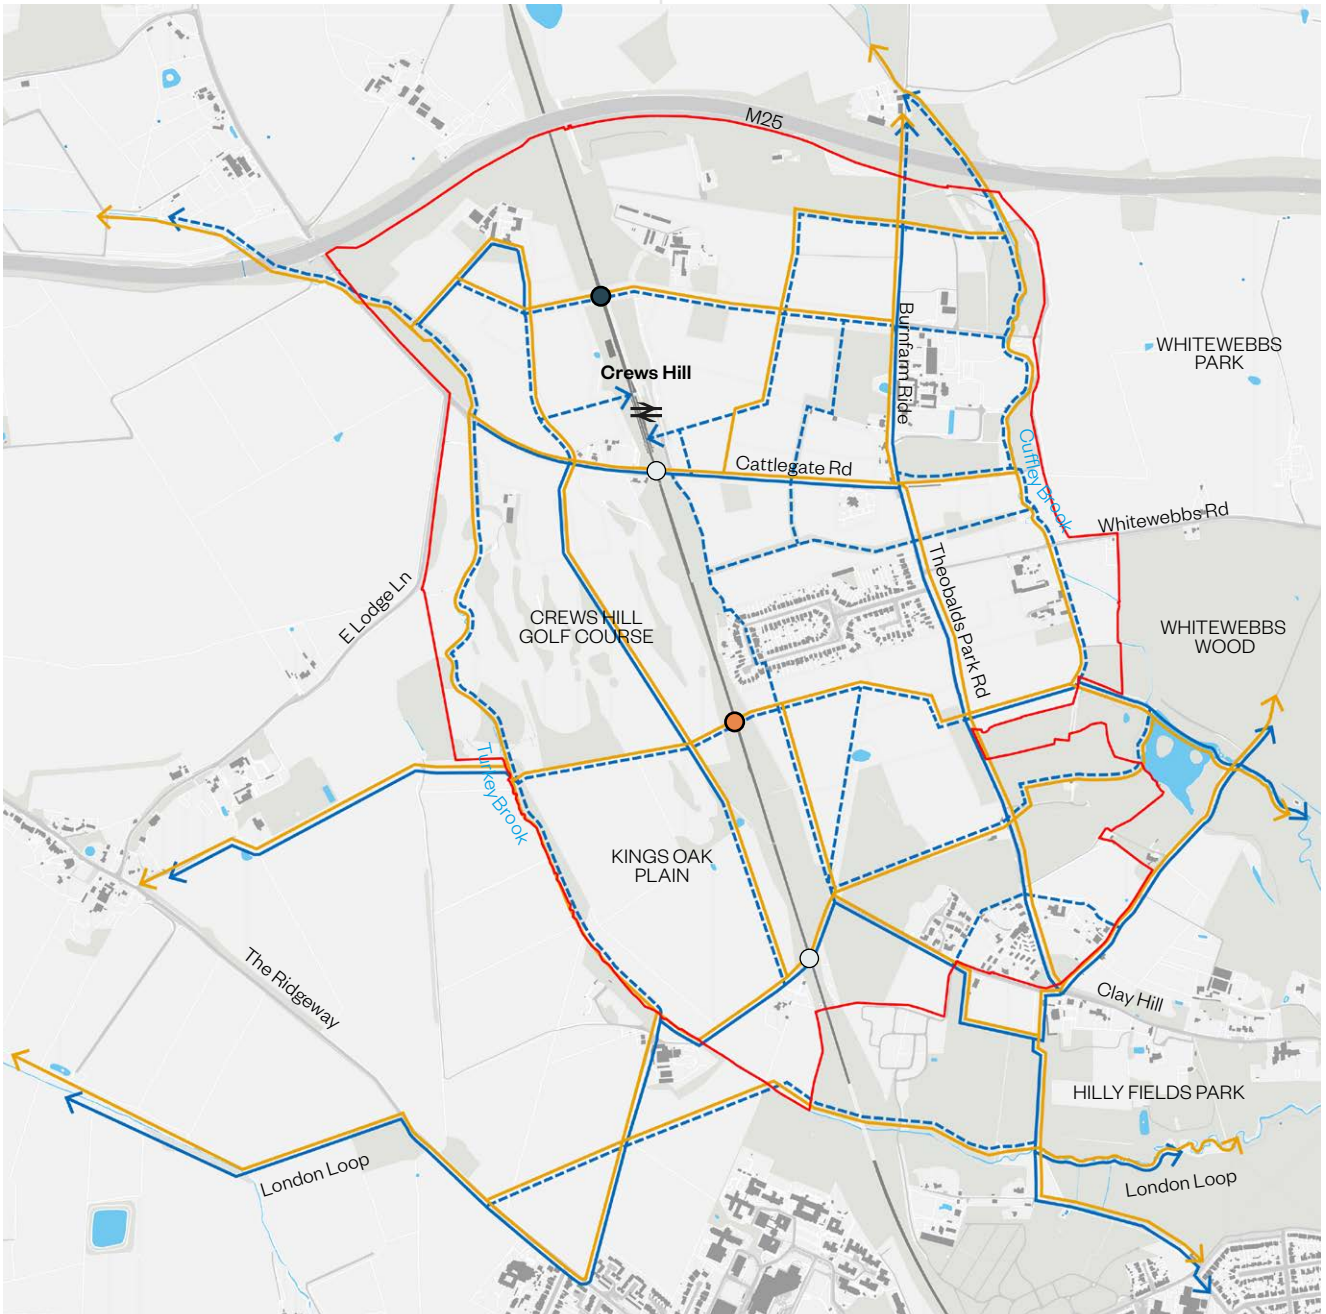 M25
Burnfarm Ride
WHITEWEBBS
PARK
Crews Hill
Cuffley Brook
Cattlegate Rd
Whitewebbs Rd
Theobalds Park Rd
E Lodge Ln
CREWS HILL
GOLF COURSE
WHITEWEBBS
WOOD
Turkey Brook
KINGS OAK
PLAIN
The Ridgeway
Clay Hill
HILLY FIELDS PARK
London Loop
London Loop